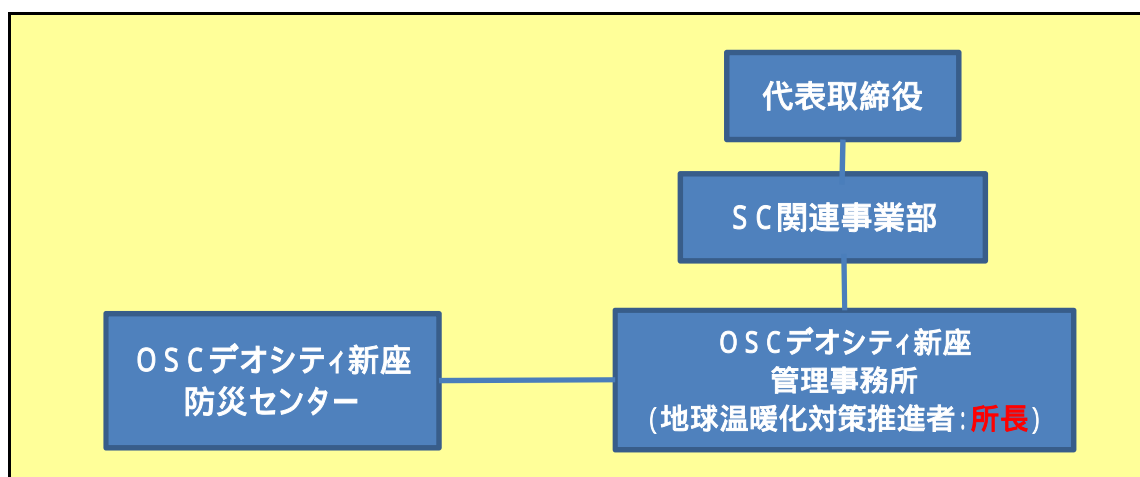 代表取締役
SC関連事業部
OSCデオシティ新座
防災センター
OSCデオシティ新座
管理事務所
(地球温暖化対策推進者:所長)